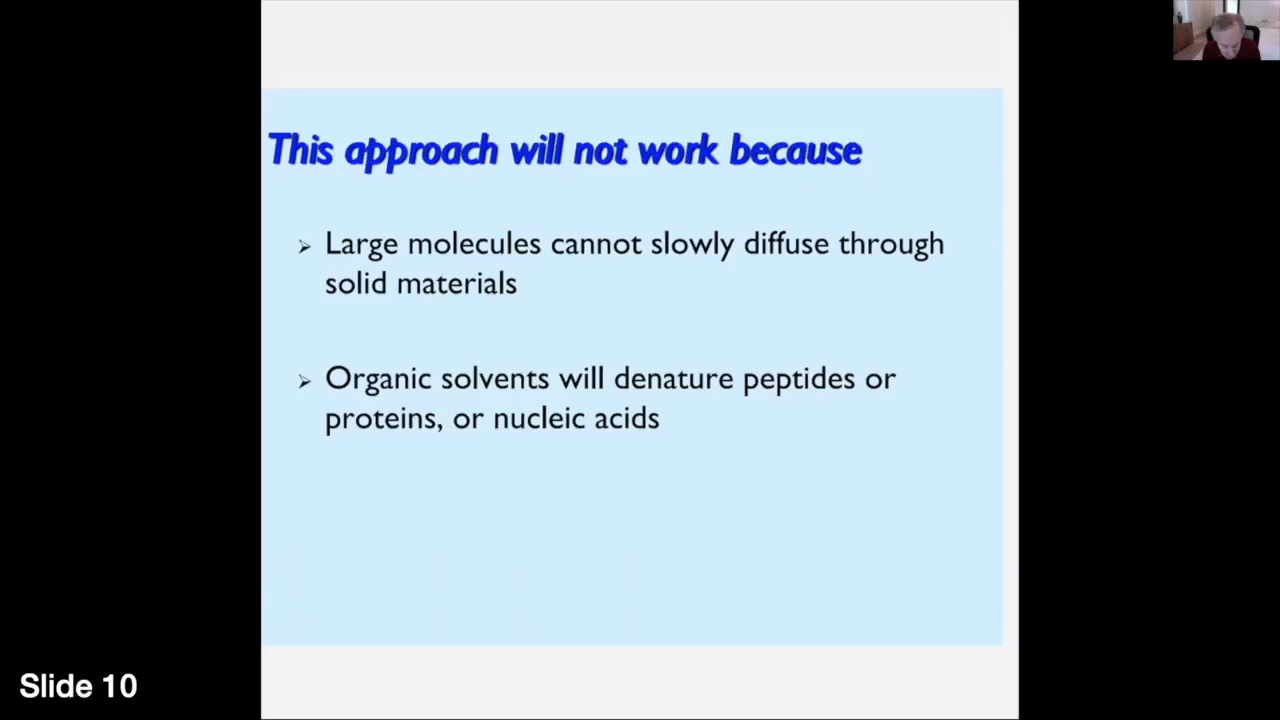 This approach will not work because
➢ Large molecules cannot slowly diffuse through
solid materials
➢ Organic solvents will denature peptides or
proteins, or nucleic acids
Slide 10